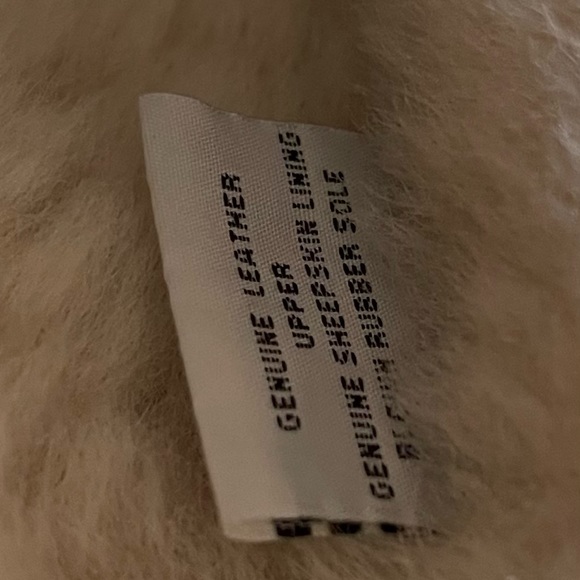 GENUINE LEATHER
UPPER
GENUINE SHEEPSKIN LINING
RUBBER SOLE